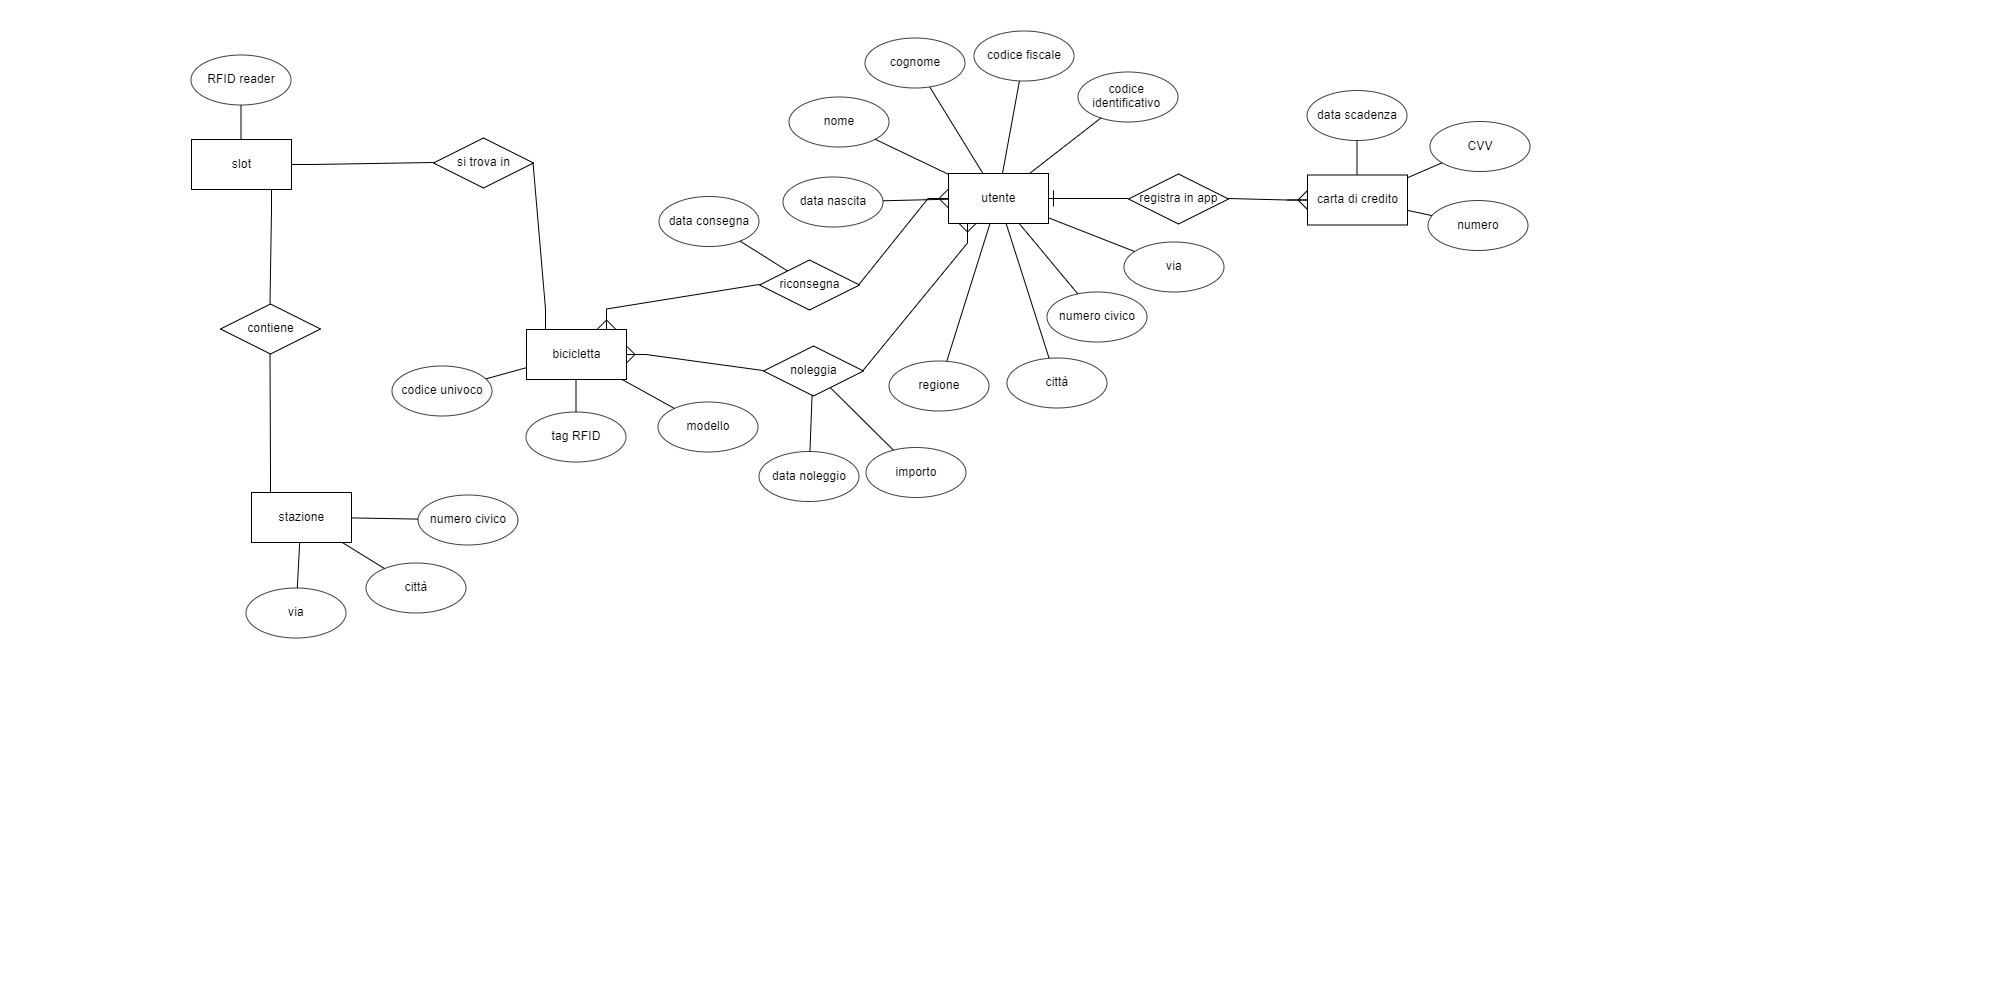 RFID reader
slot
si trova in
contiene
stazione
numero civico
città
via
bicicletta
codice univoco
tag RFID
modello
data consegna
riconsegna
noleggia
data noleggio
importo
cognome
codice fiscale
codice
identificativo
nome
data nascita
utente
regione
città
numero civico
via
registra in app
data scadenza
CVV
carta di credito
numero